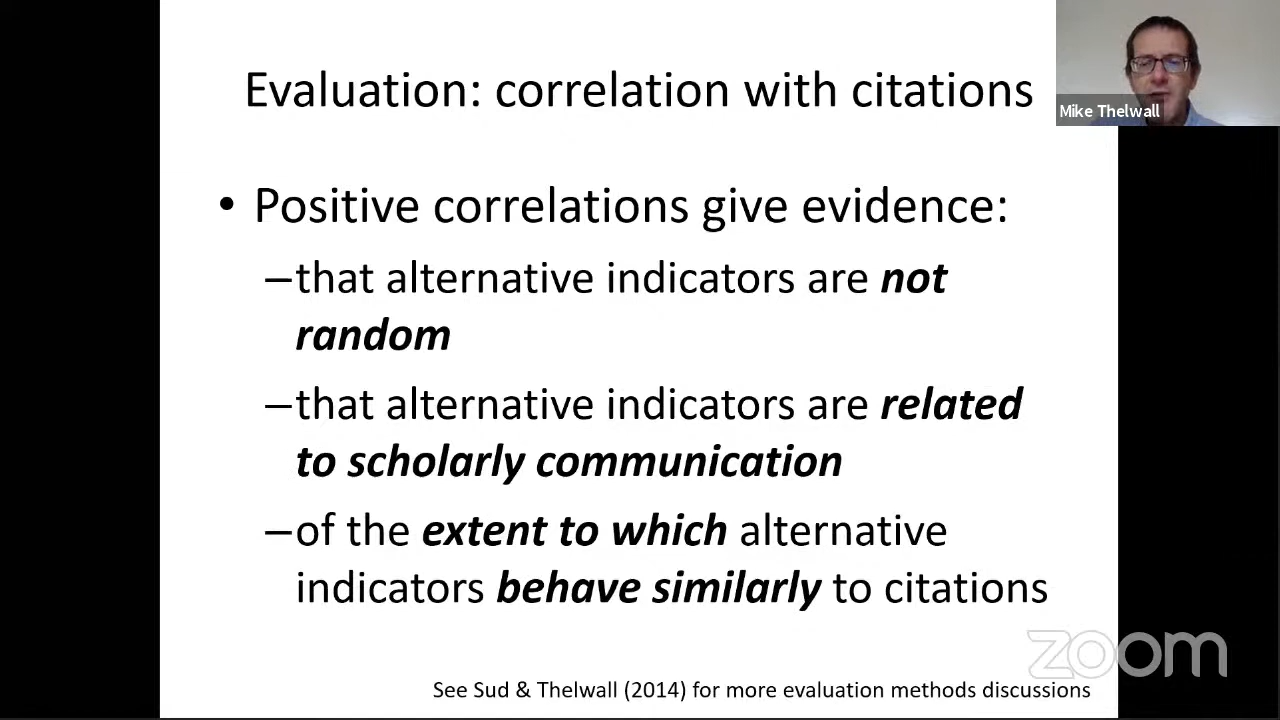 Evaluation: correlation with citations
Mike Thelwall
• Positive correlations give evidence:
–that alternative indicators are not
random
–that alternative indicators are related
to scholarly communication
–of the extent to which alternative
indicators behave similarly to citations
zoom
See Sud & Thelwall (2014) for more evaluation methods discussions